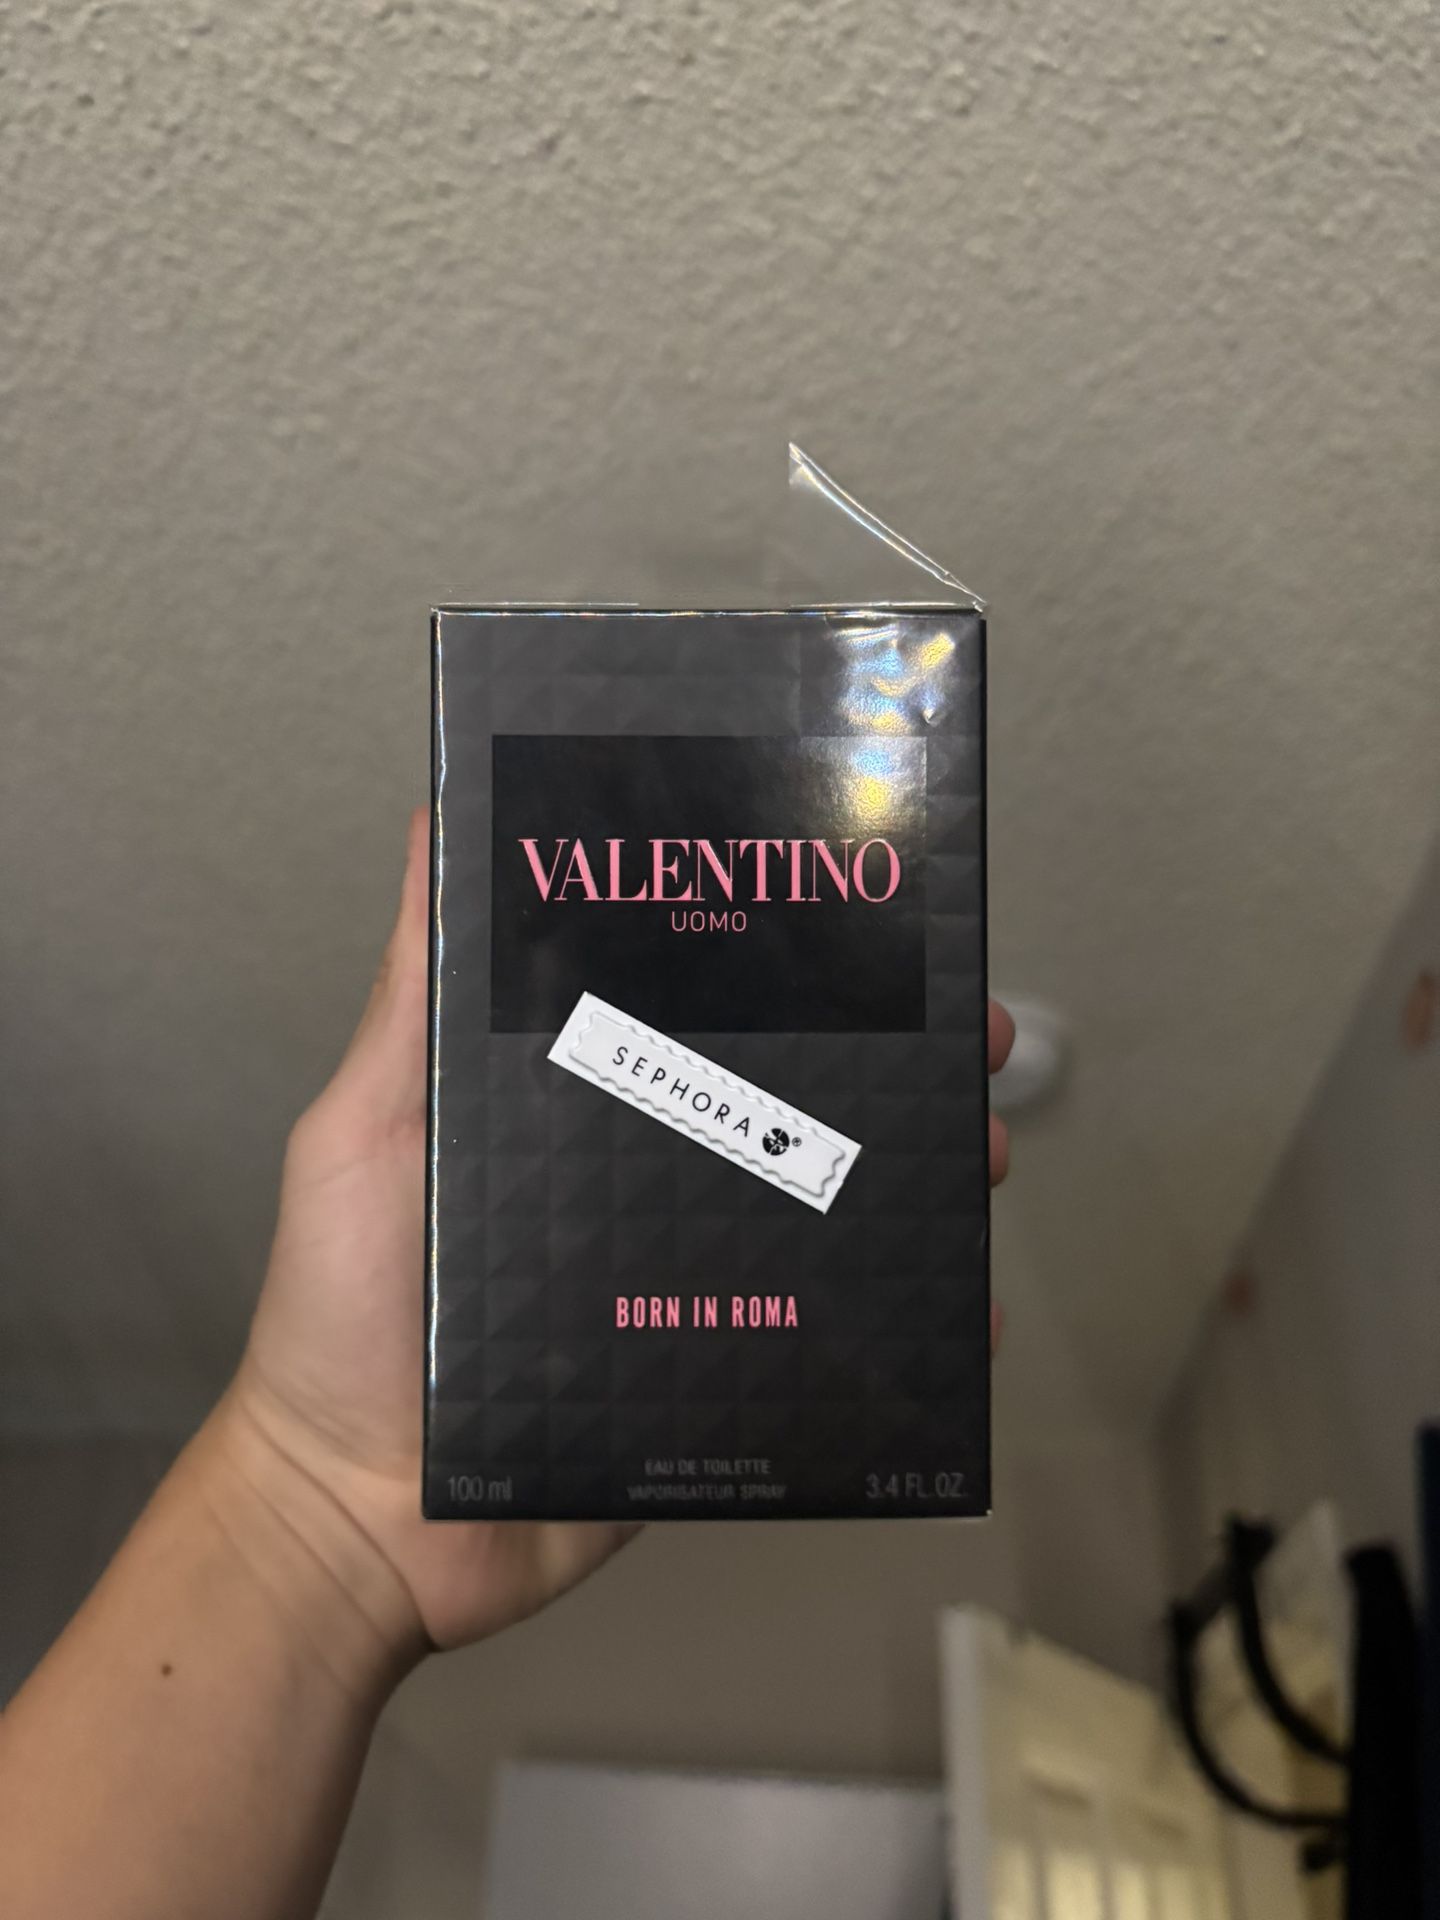 VALENTINO
UOMO
SEPHORA ®
BORN IN ROMA
EAU DE TOILETTE
100 ml VAPORISATEUR SPRAY 3.4 FL.OZ.